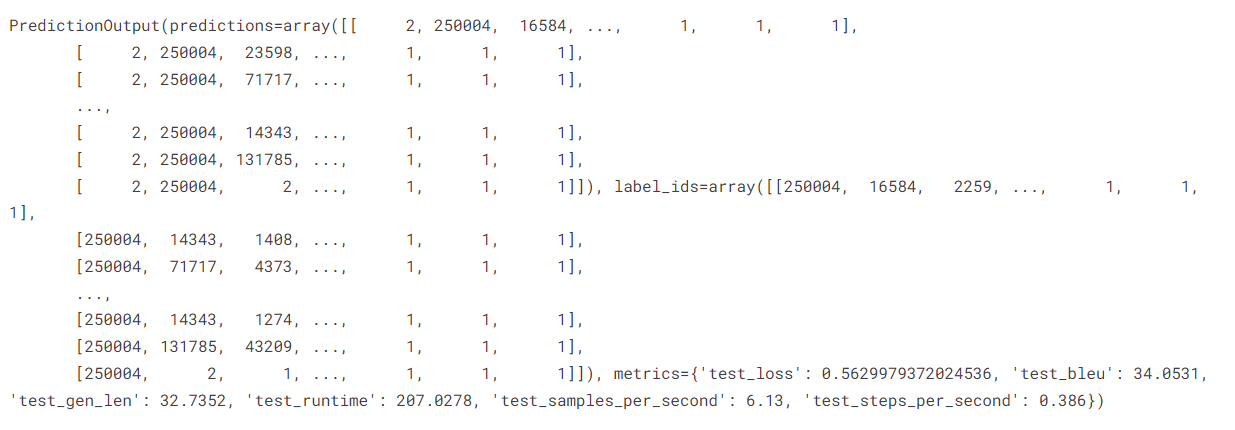 PredictionOutput(predictions=array([[     2, 250004,  16584, ...,      1,      1,      1],
       [     2, 250004,  23598, ...,      1,      1,      1],
       [     2, 250004,  71717, ...,      1,      1,      1],
       ...,
       [     2, 250004,  14343, ...,      1,      1,      1],
       [     2, 250004, 131785, ...,      1,      1,      1],
       [     2, 250004,      2, ...,      1,      1,      1]]), label_ids=array([[250004,  16584,   2259, ...,      1,      1,
1],
       [250004,  14343,   1408, ...,      1,      1,      1],
       [250004,  71717,   4373, ...,      1,      1,      1],
       ...,
       [250004,  14343,   1274, ...,      1,      1,      1],
       [250004, 131785,  43209, ...,      1,      1,      1],
       [250004,      2,      1, ...,      1,      1,      1]]), metrics={'test_loss': 0.5629979372024536, 'test_bleu': 34.0531,
'test_gen_len': 32.7352, 'test_runtime': 207.0278, 'test_samples_per_second': 6.13, 'test_steps_per_second': 0.386})